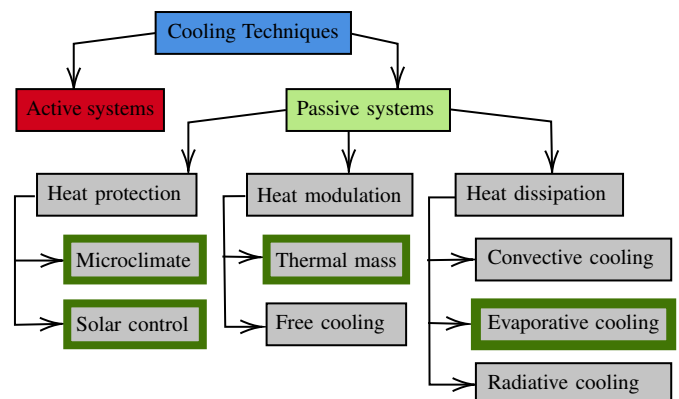 Cooling Techniques
Active systems
Passive systems
Heat protection
Heat modulation
Heat dissipation
Microclimate
Thermal mass
Convective cooling
Solar control
Free cooling
Evaporative cooling
Radiative cooling